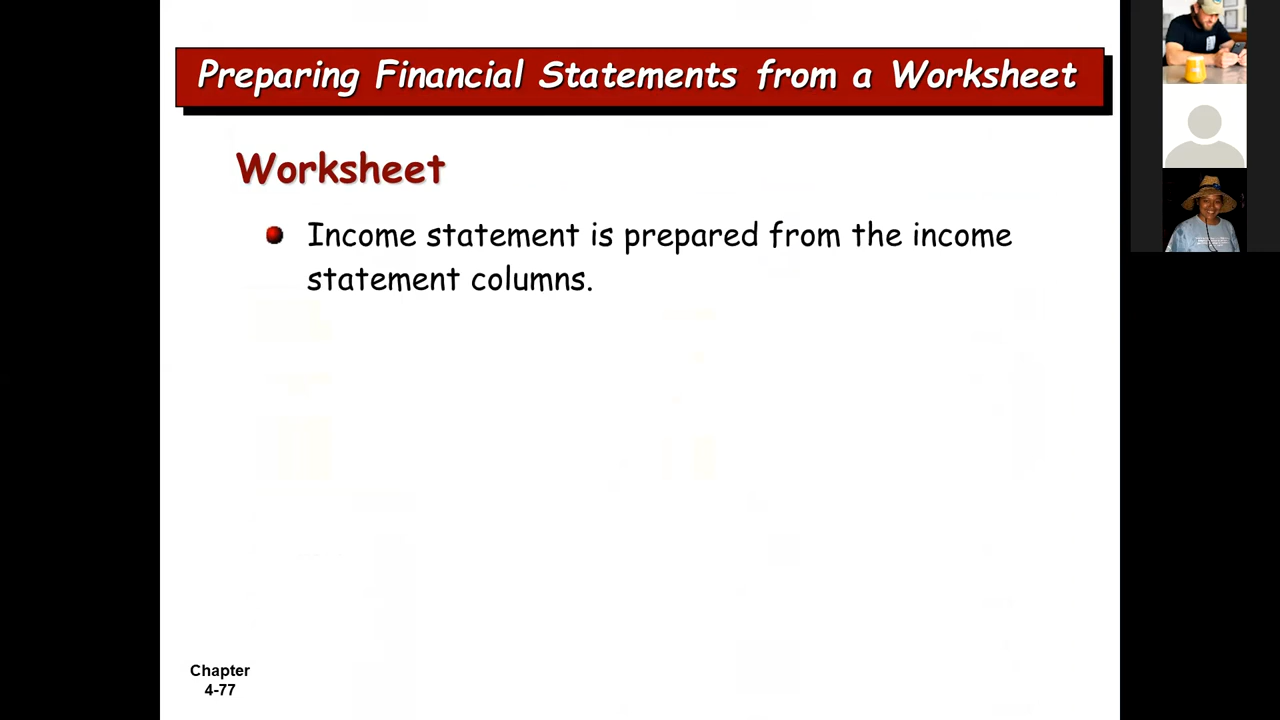 Preparing Financial Statements from a Worksheet
Worksheet
Income statement is prepared from the income
statement columns.
Chapter
4-77